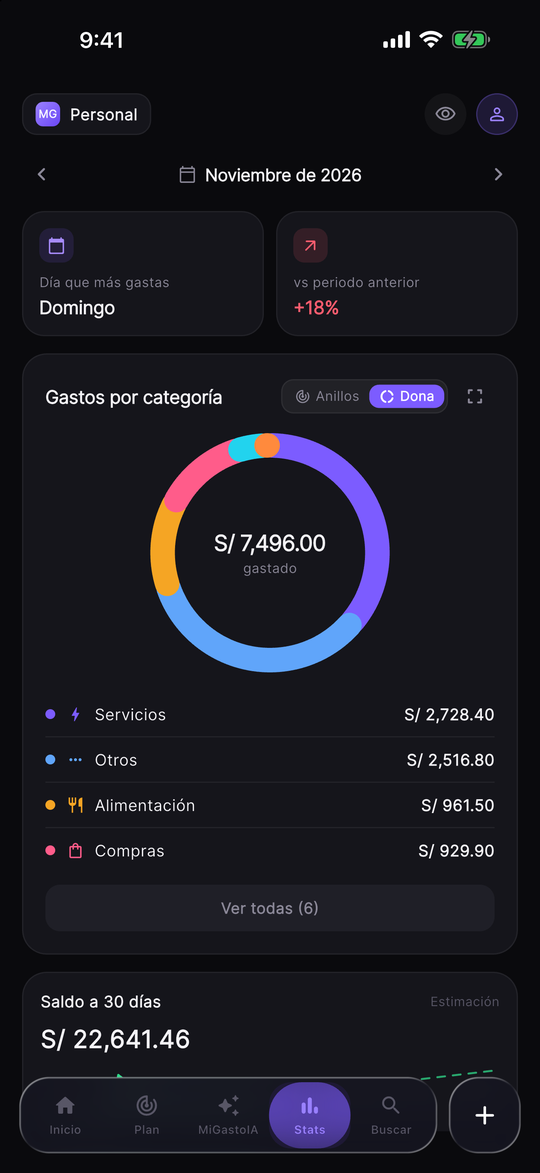 9:41
MG Personal
Noviembre de 2026
Día que más gastas
Domingo
vs periodo anterior
+18%
Gastos por categoría
Anillos
Dona
S/ 7,496.00
gastado
Servicios S/ 2,728.40
Otros S/ 2,516.80
Alimentación S/ 961.50
Compras S/ 929.90
Ver todas (6)
Saldo a 30 días Estimación
S/ 22,641.46
Inicio Plan MiGastoIA Stats Buscar